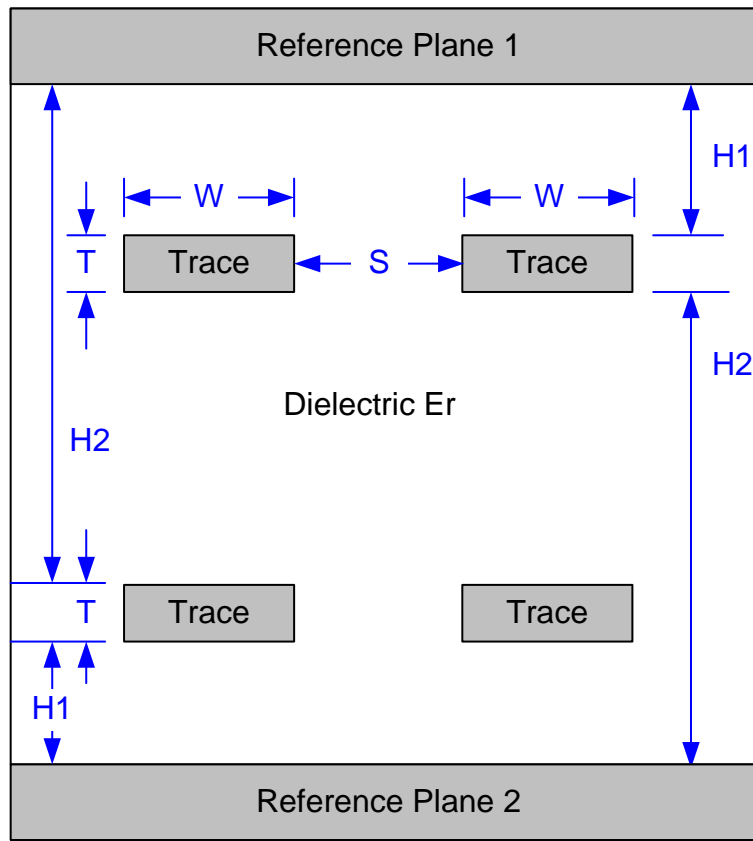 Reference Plane 1
H1
W
W
T
Trace
S
Trace
H2
Dielectric Er
H2
T
Trace
Trace
H1
Reference Plane 2